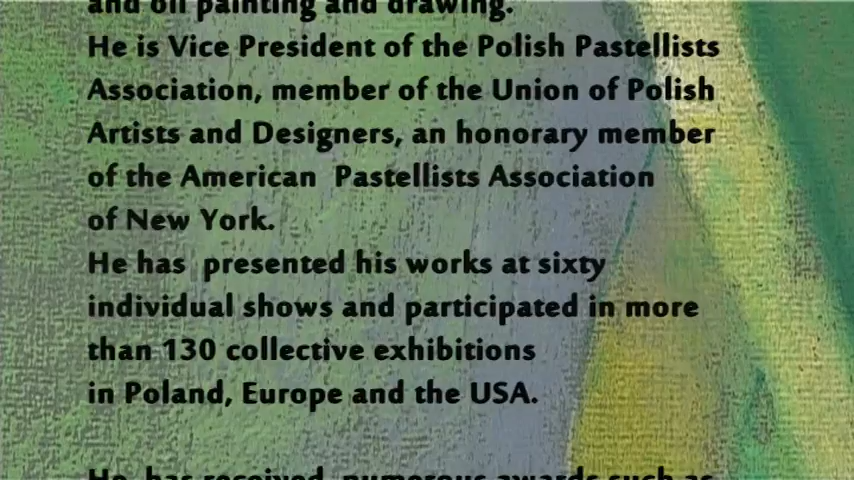 and oil painting and drawing.
He is Vice President of the Polish Pastellists
Association, member of the Union of Polish
Artists and Designers, an honorary member
of the American  Pastellists Association
of New York.
He has  presented his works at sixty
individual shows and participated in more
than 130 collective exhibitions
in Poland, Europe and the USA.
He  has received  numerous awards such as